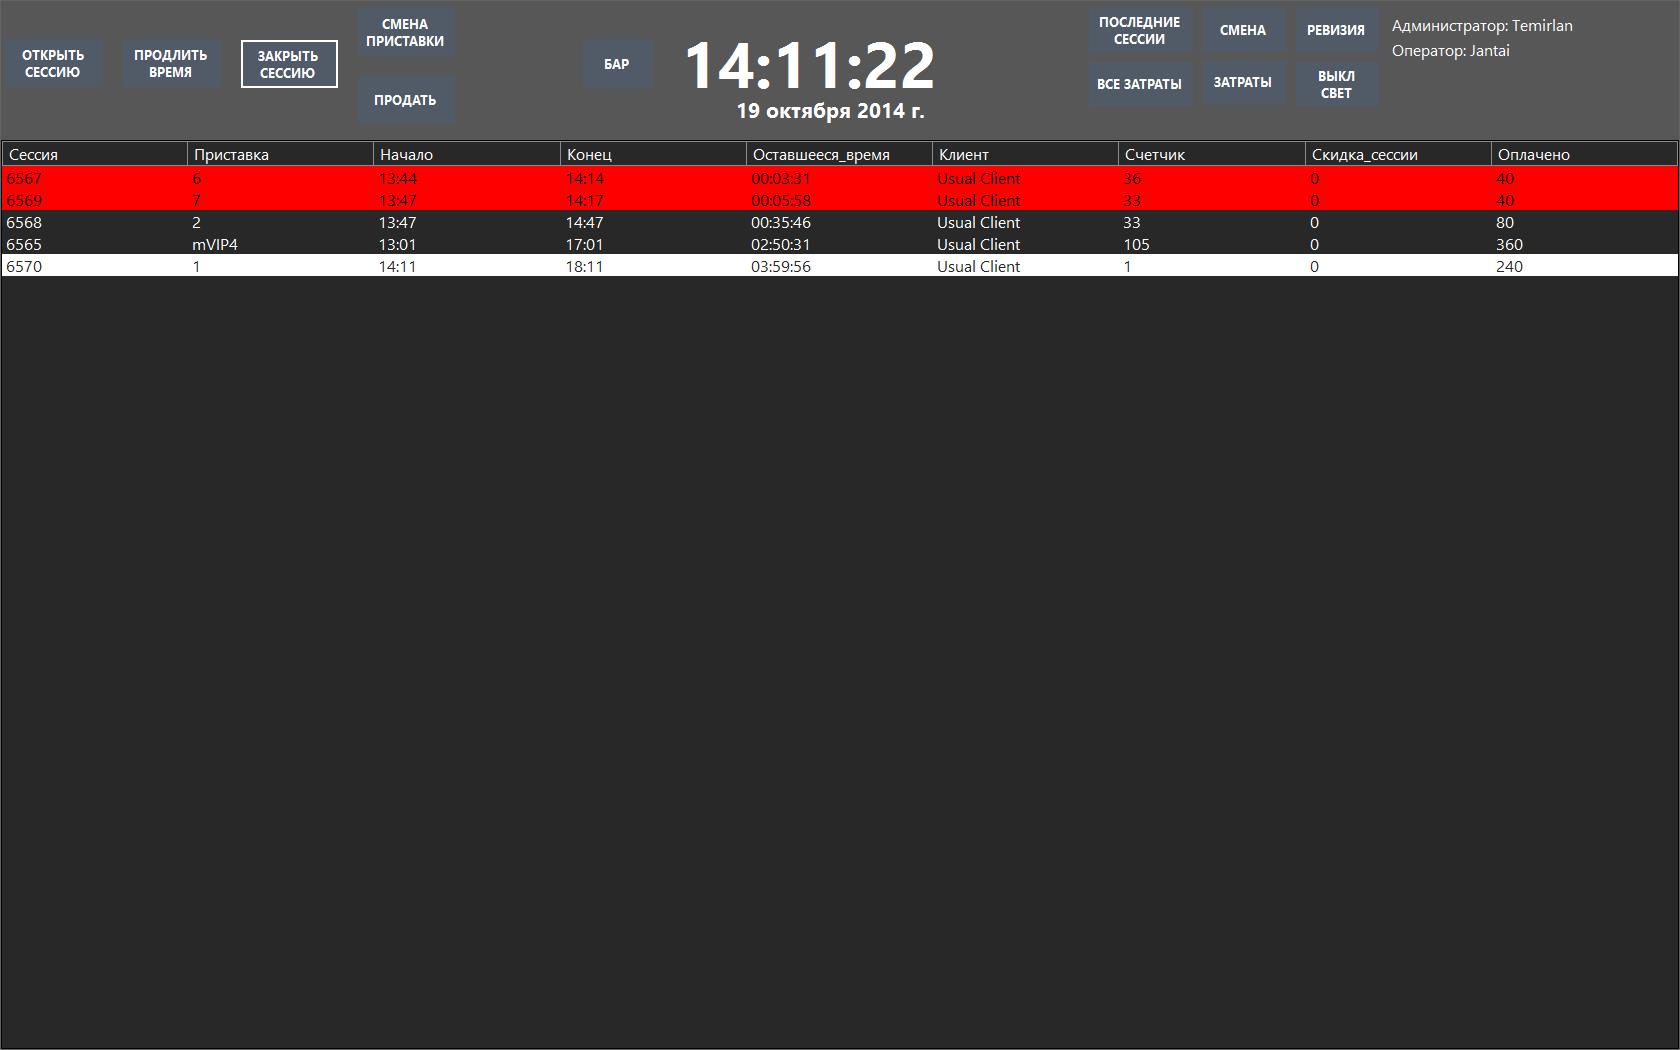 ОТКРЫТЬ
СЕССИЮ
ПРОДЛИТЬ
ВРЕМЯ
ЗАКРЫТЬ
СЕССИЮ
СМЕНА
ПРИСТАВКИ
ПРОДАТЬ
БАР
14:11:22
19 октября 2014 г.
ПОСЛЕДНИЕ
СЕССИИ
СМЕНА
РЕВИЗИЯ
ВСЕ ЗАТРАТЫ
ЗАТРАТЫ
ВЫКЛ
СВЕТ
Администратор: Temirlan
Оператор: Jantai
Сессия Приставка Начало Конец Оставшееся_время Клиент Счетчик Скидка_сессии Оплачено
6567 6 13:44 14:14 00:03:31 Usual Client 36 0 40
6569 7 13:47 14:17 00:05:58 Usual Client 33 0 40
6568 2 13:47 14:47 00:35:46 Usual Client 33 0 80
6565 mVIP4 13:01 17:01 02:50:31 Usual Client 105 0 360
6570 1 14:11 18:11 03:59:56 Usual Client 1 0 240